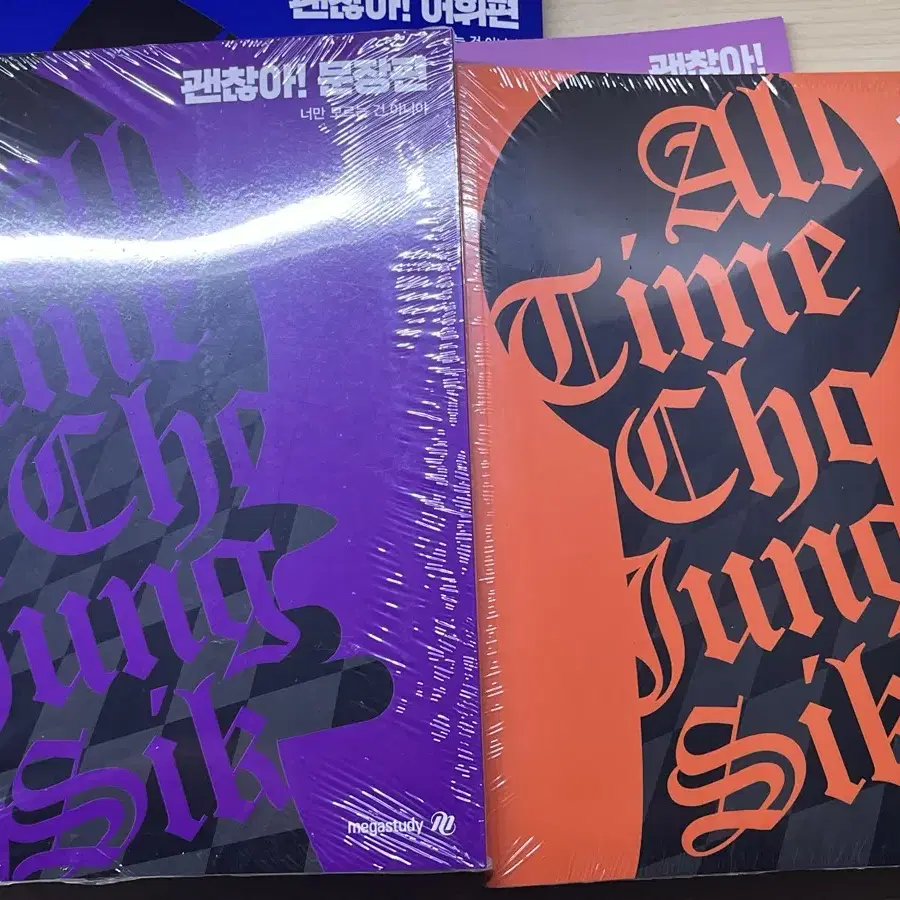 괜찮아! 어휘편
괜찮아! 문장편
너만 모르는 건 아니야
All
Time
Cho
Jung
Sik
megastudy
괜찮아!
All
Time
Cho
Jung
Sik